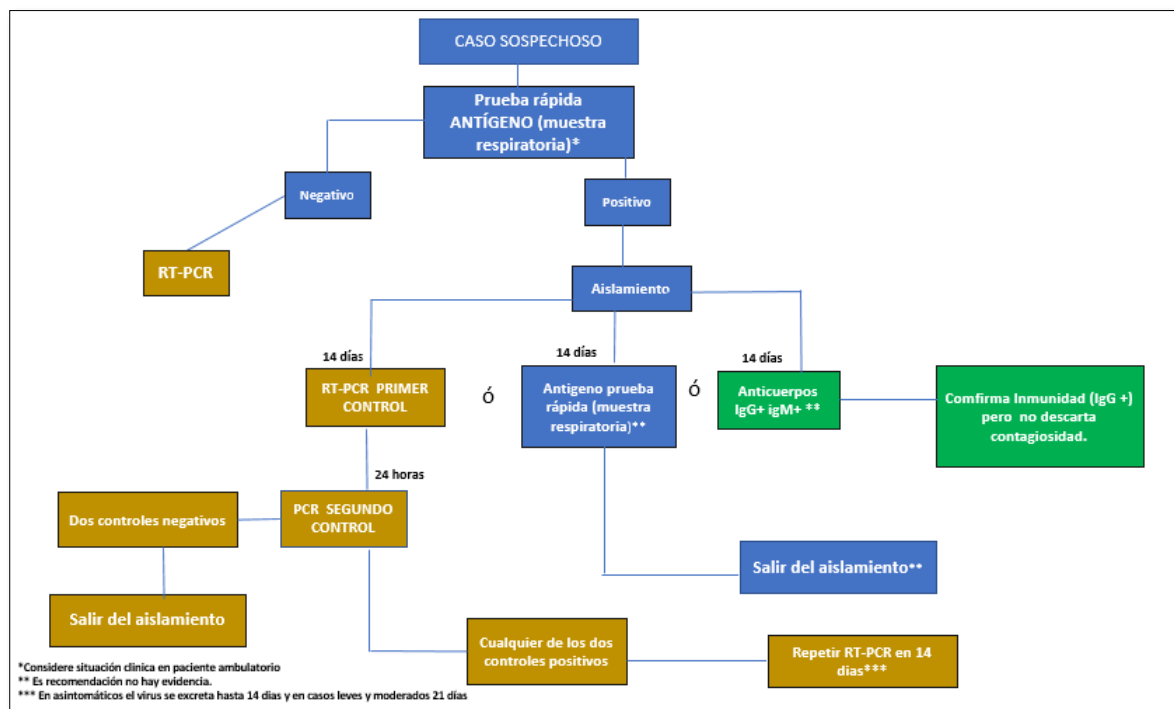 CASO SOSPECHOSO
Prueba rápida
ANTÍGENO (muestra
respiratoria)*
Negativo
Positivo
RT-PCR
Aislamiento
14 días
14 días
14 días
RT-PCR PRIMER
CONTROL
ó
Antigeno prueba
rápida (muestra
respiratoria)**
ó
Anticuerpos
IgG+ igM+ **
Comfirma Inmunidad (IgG +)
pero no descarta
contagiosidad.
24 horas
Dos controles negativos
PCR SEGUNDO
CONTROL
Salir del aislamiento**
Salir del aislamiento
Cualquier de los dos
controles positivos
Repetir RT-PCR en 14
dias***
*Considere situación clinica en paciente ambulatorio
** Es recomendación no hay evidencia.
*** En asintomáticos el virus se excreta hasta 14 dias y en casos leves y moderados 21 días